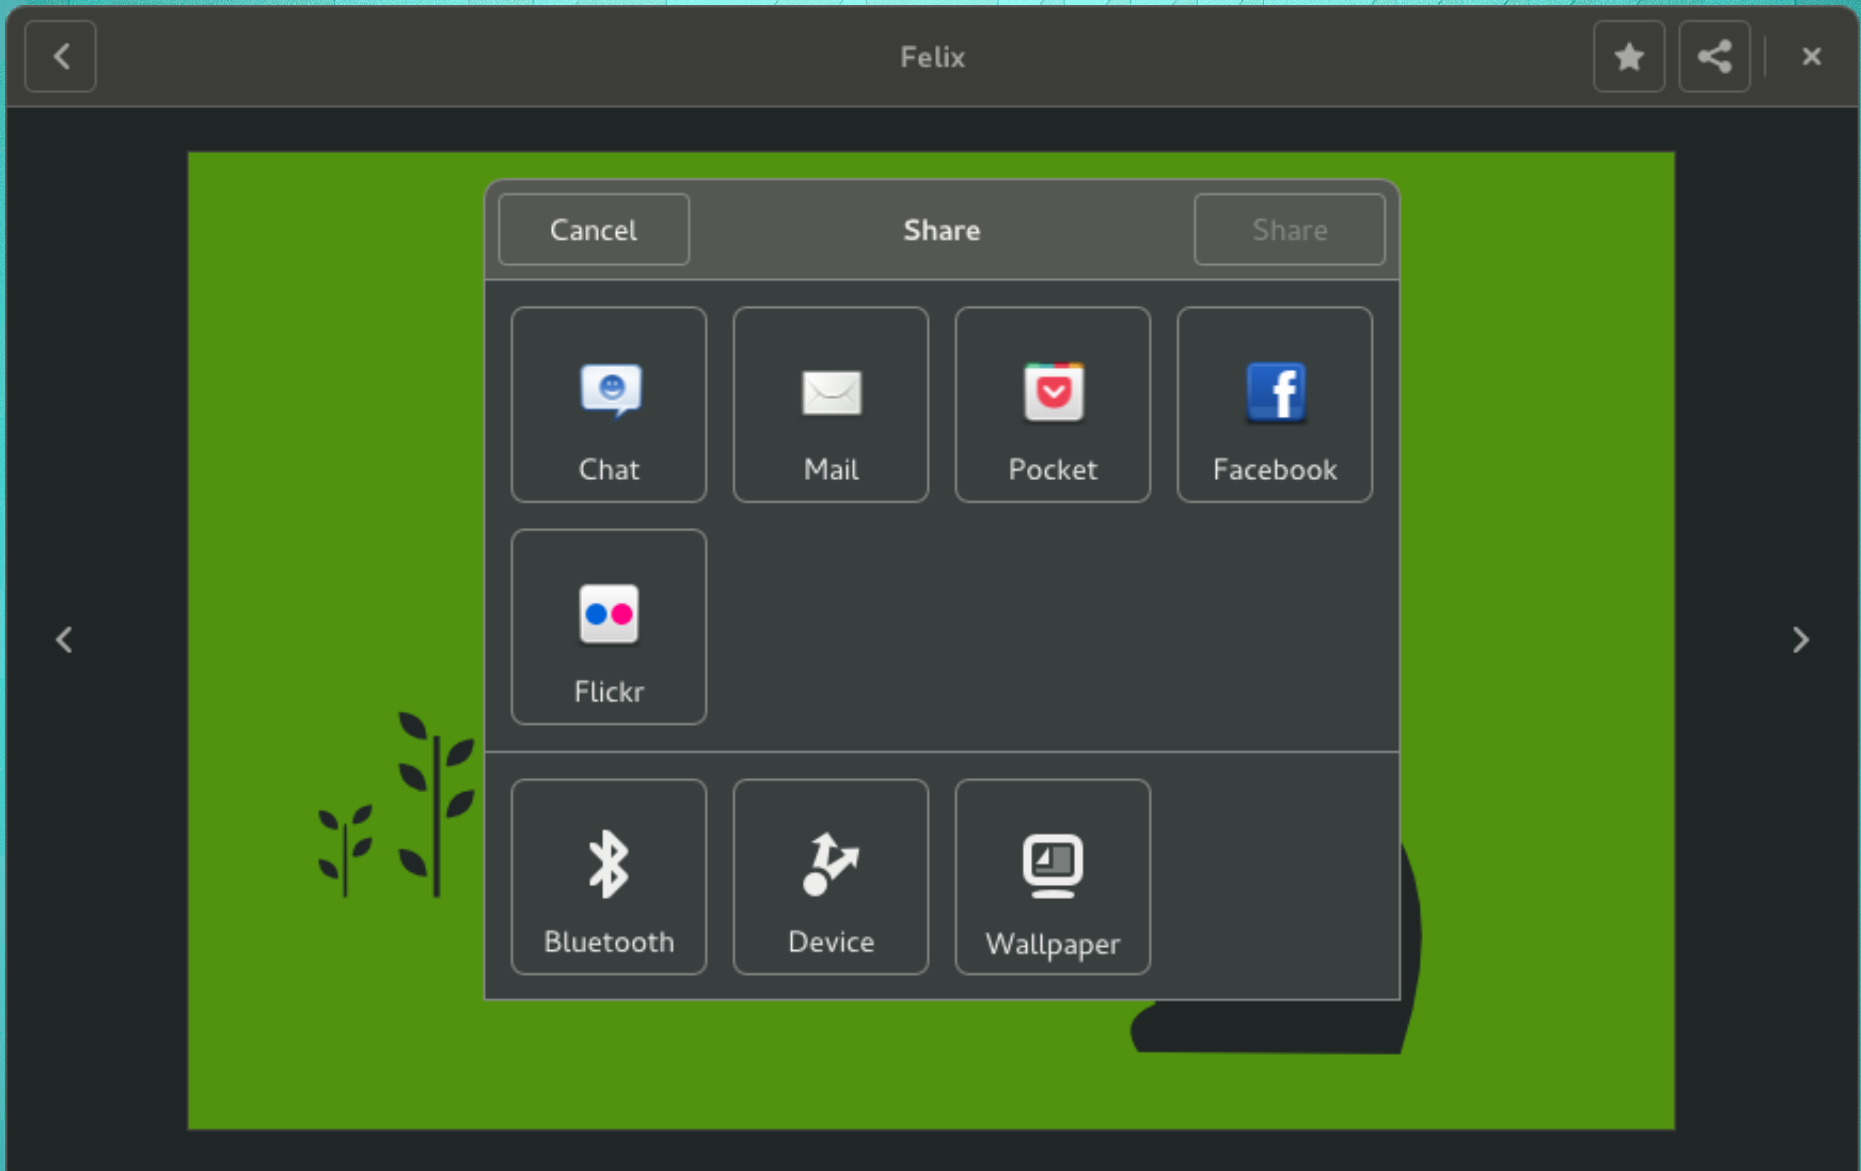 Felix
Cancel Share Share
Chat Mail Pocket Facebook
Flickr
Bluetooth Device Wallpaper